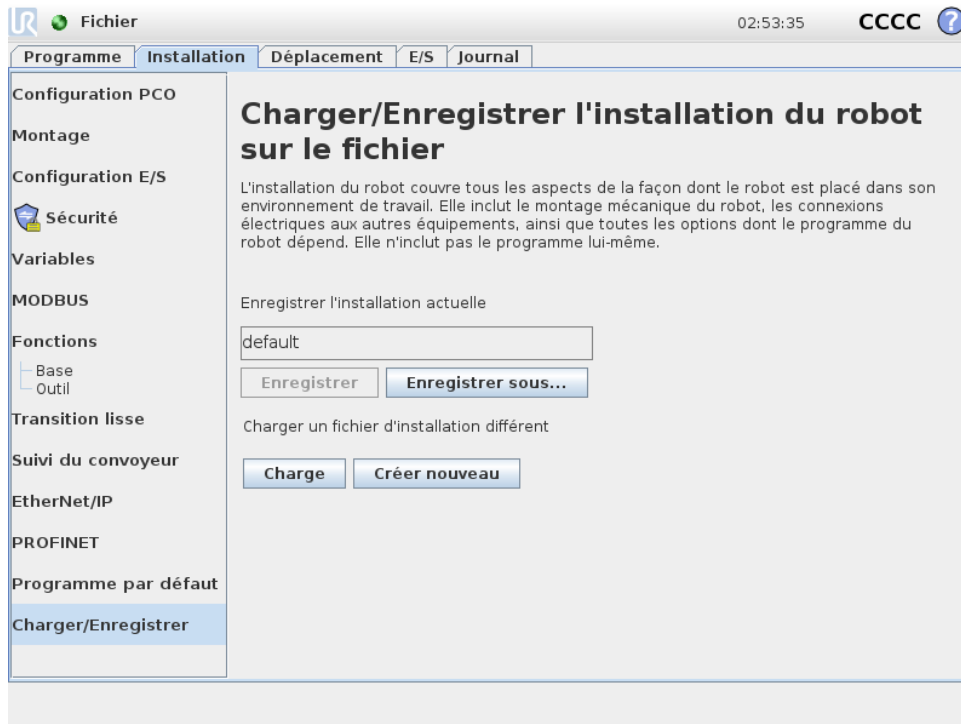 UR Fichier 02:53:35 CCCC ?
Programme Installation Déplacement E/S Journal
Configuration PCO
Montage
Configuration E/S
Sécurité
Variables
MODBUS
Fonctions
Base
Outil
Transition lisse
Suivi du convoyeur
EtherNet/IP
PROFINET
Programme par défaut
Charger/Enregistrer
Charger/Enregistrer l'installation du robot
sur le fichier
L'installation du robot couvre tous les aspects de la façon dont le robot est placé dans son
environnement de travail. Elle inclut le montage mécanique du robot, les connexions
électriques aux autres équipements, ainsi que toutes les options dont le programme du
robot dépend. Elle n'inclut pas le programme lui-même.
Enregistrer l'installation actuelle
default
Enregistrer Enregistrer sous...
Charger un fichier d'installation différent
Charge Créer nouveau